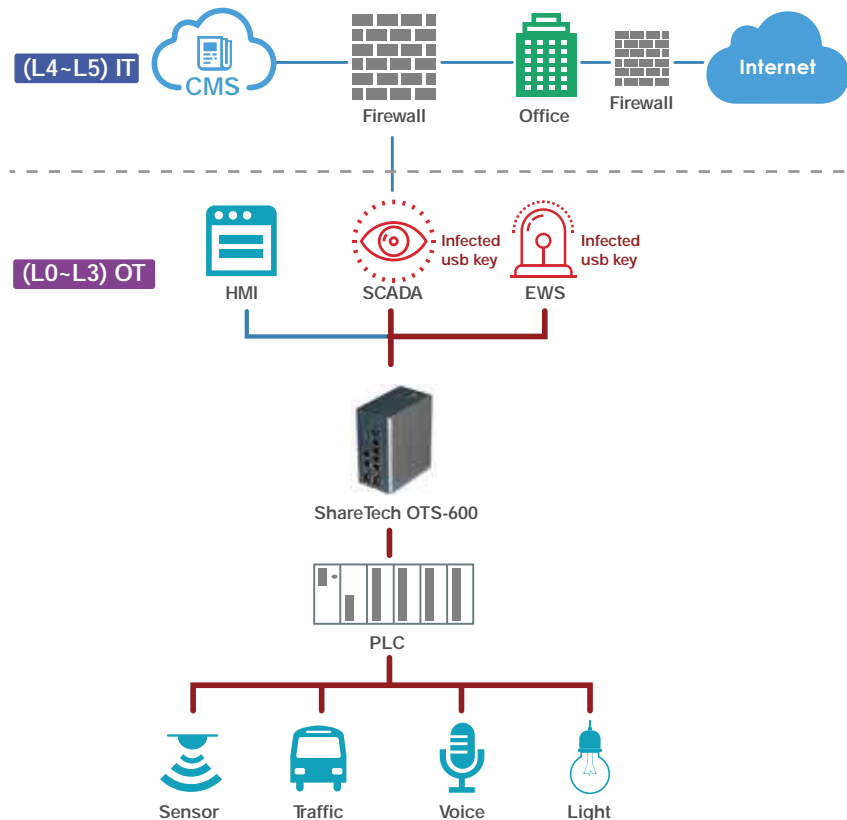 (L4~L5) IT
CMS
Firewall
Office
Firewall
Internet
(L0~L3) OT
HMI
SCADA
Infected
usb key
EWS
Infected
usb key
ShareTech OTS-600
PLC
Sensor
Traffic
Voice
Light